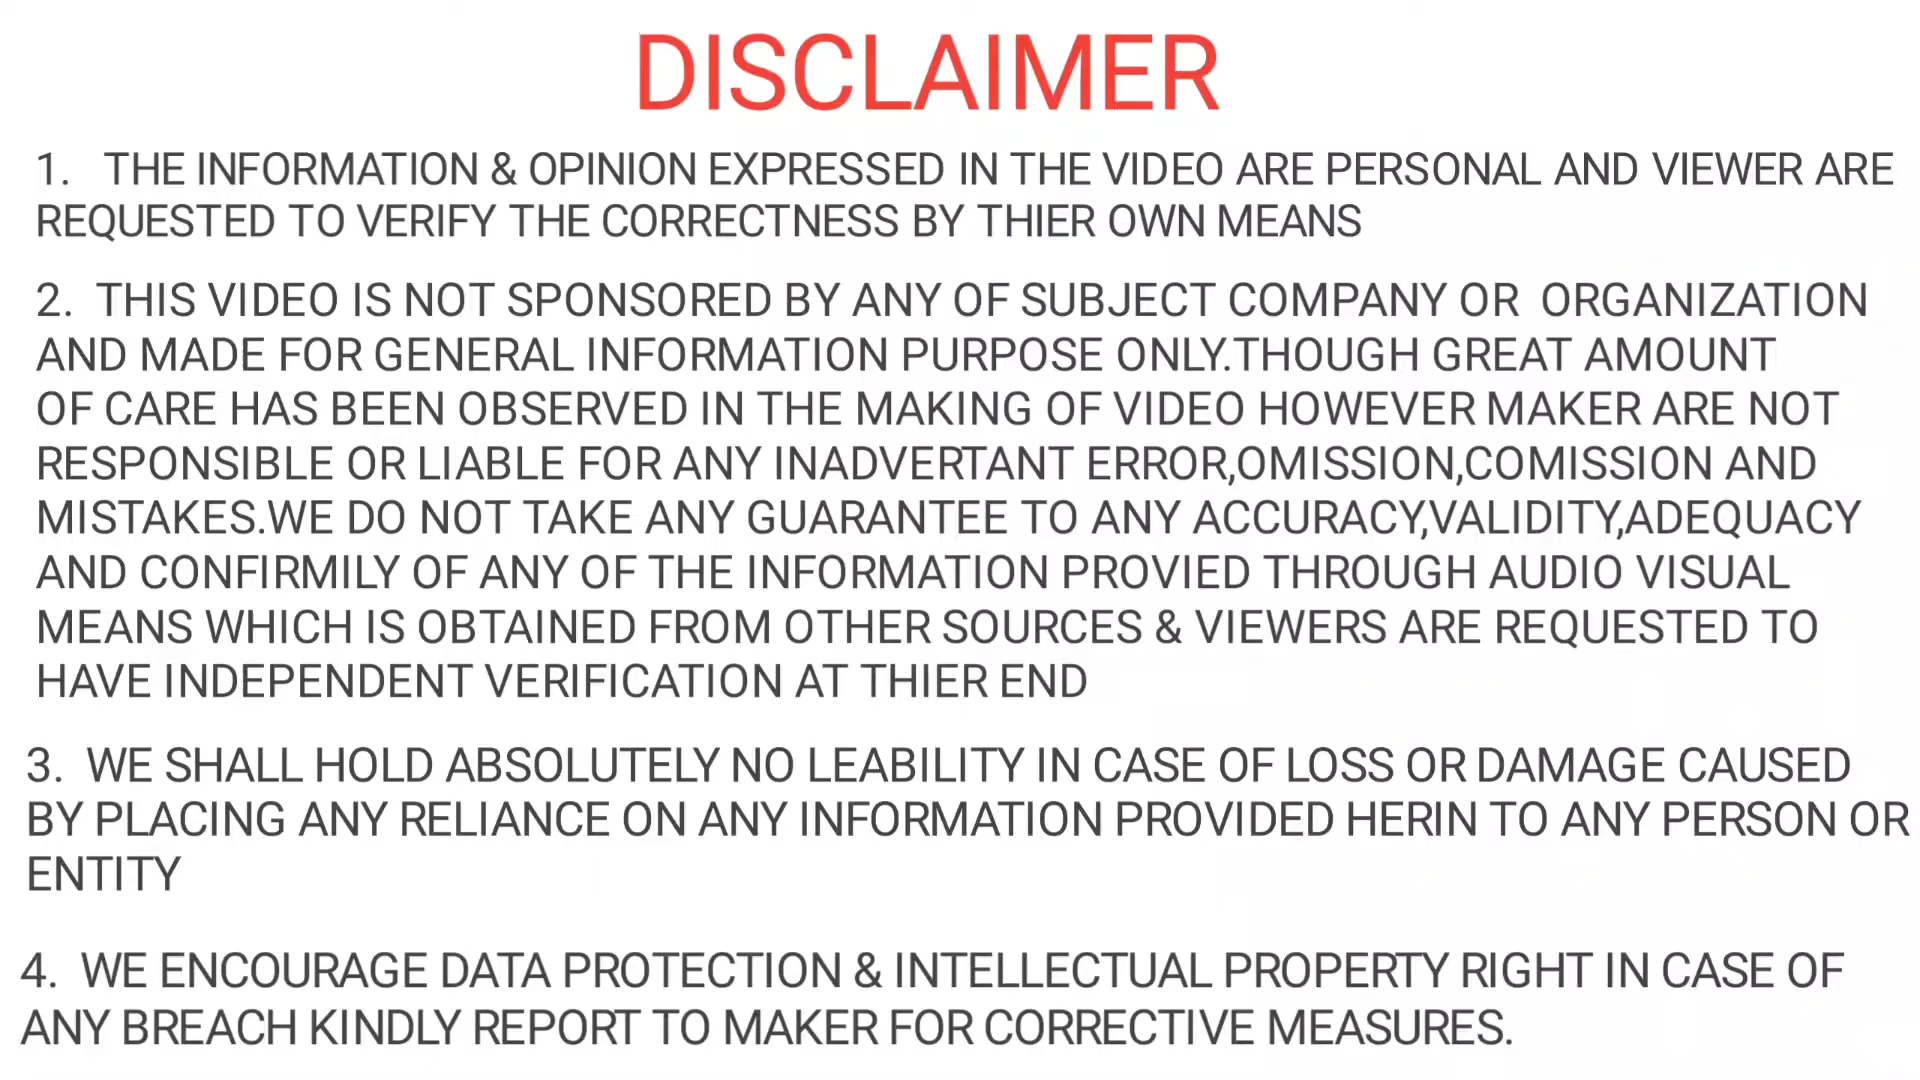 DISCLAIMER
1. THE INFORMATION & OPINION EXPRESSED IN THE VIDEO ARE PERSONAL AND VIEWER ARE
REQUESTED TO VERIFY THE CORRECTNESS BY THIER OWN MEANS
2. THIS VIDEO IS NOT SPONSORED BY ANY OF SUBJECT COMPANY OR ORGANIZATION
AND MADE FOR GENERAL INFORMATION PURPOSE ONLY.THOUGH GREAT AMOUNT
OF CARE HAS BEEN OBSERVED IN THE MAKING OF VIDEO HOWEVER MAKER ARE NOT
RESPONSIBLE OR LIABLE FOR ANY INADVERTANT ERROR,OMISSION,COMISSION AND
MISTAKES.WE DO NOT TAKE ANY GUARANTEE TO ANY ACCURACY,VALIDITY,ADEQUACY
AND CONFIRMILY OF ANY OF THE INFORMATION PROVIED THROUGH AUDIO VISUAL
MEANS WHICH IS OBTAINED FROM OTHER SOURCES & VIEWERS ARE REQUESTED TO
HAVE INDEPENDENT VERIFICATION AT THIER END
3. WE SHALL HOLD ABSOLUTELY NO LEABILITY IN CASE OF LOSS OR DAMAGE CAUSED
BY PLACING ANY RELIANCE ON ANY INFORMATION PROVIDED HERIN TO ANY PERSON OR
ENTITY
4. WE ENCOURAGE DATA PROTECTION & INTELLECTUAL PROPERTY RIGHT IN CASE OF
ANY BREACH KINDLY REPORT TO MAKER FOR CORRECTIVE MEASURES.